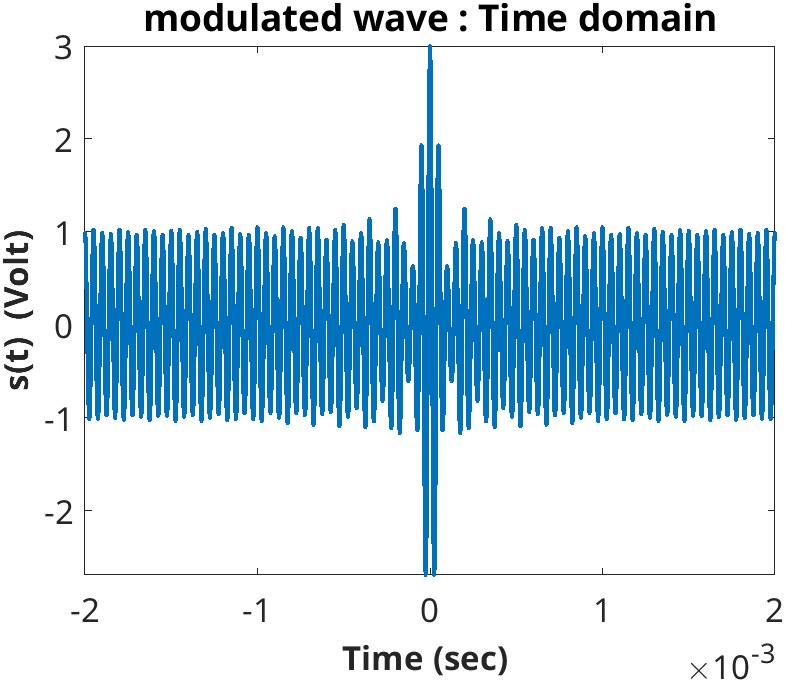 modulated wave : Time domain
3
2
1
0
-1
-2
s(t) (Volt)
-2 -1 0 1 2
Time (sec)
×10-3